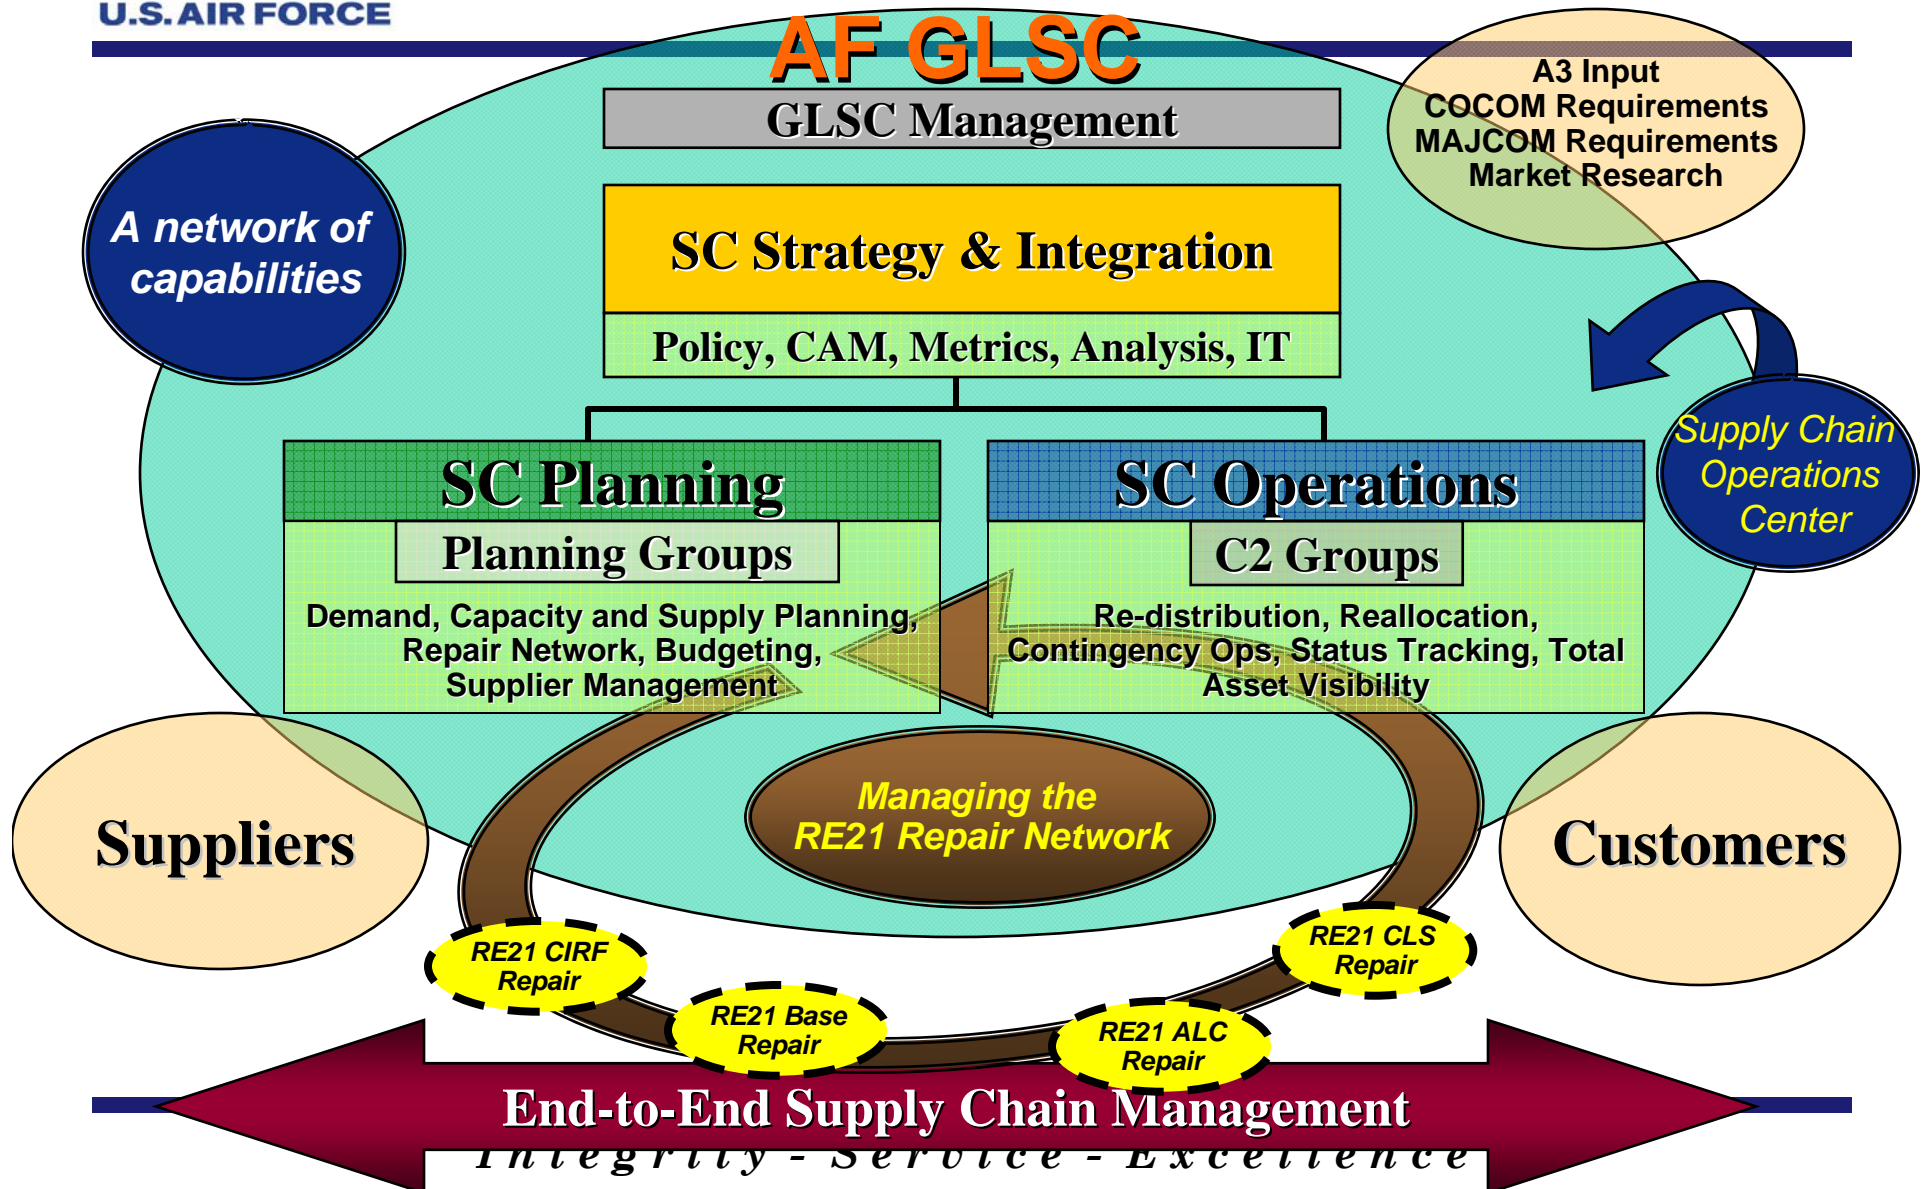 U.S. AIR FORCE
AF GLSC
GLSC Management
A3 Input
COCOM Requirements
MAJCOM Requirements
Market Research
A network of
capabilities
SC Strategy & Integration
Policy, CAM, Metrics, Analysis, IT
Supply Chain
Operations
Center
SC Planning
Planning Groups
Demand, Capacity and Supply Planning,
Repair Network, Budgeting,
Supplier Management
SC Operations
C2 Groups
Re-distribution, Reallocation,
Contingency Ops, Status Tracking, Total
Asset Visibility
Suppliers
Managing the
RE21 Repair Network
Customers
RE21 CIRF
Repair
RE21 Base
Repair
RE21 ALC
Repair
RE21 CLS
Repair
End-to-End Supply Chain Management
Integrity - Service - Excellence